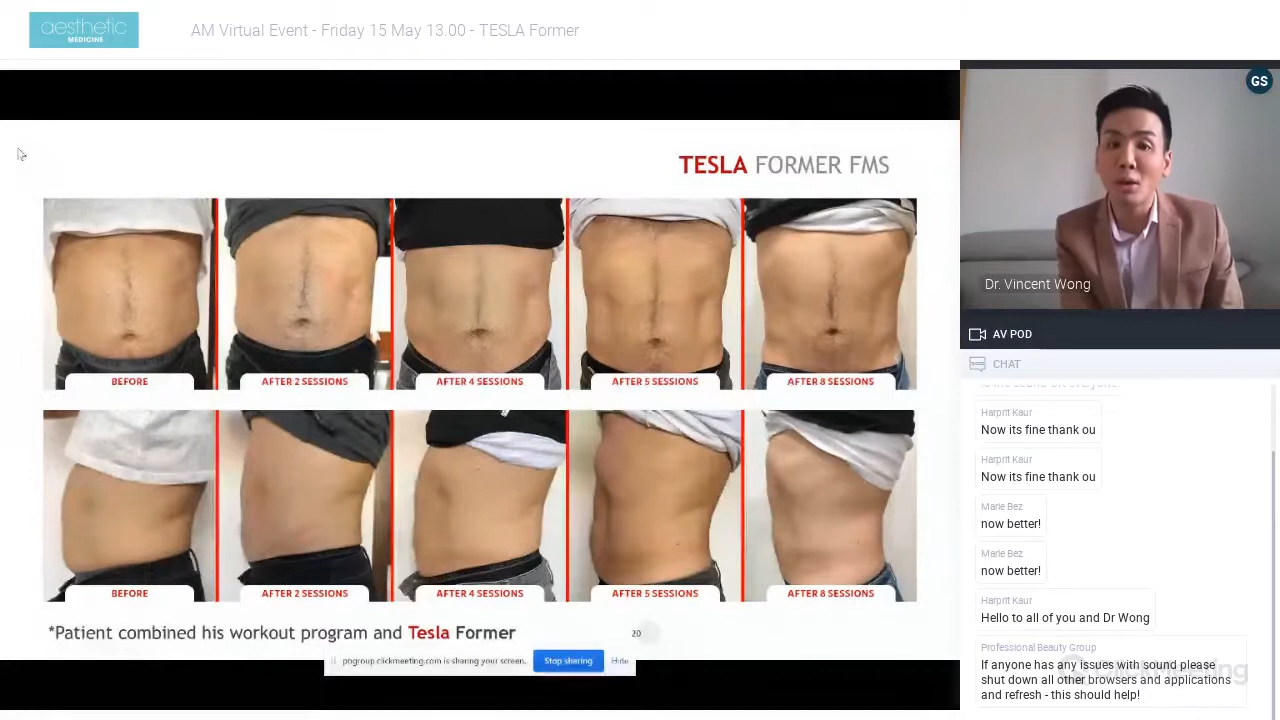 aesthetic
MEDICINE
AM Virtual Event - Friday 15 May 13.00 - TESLA Former
GS
TESLA FORMER FMS
BEFORE
AFTER 2 SESSIONS
AFTER 4 SESSIONS
AFTER 5 SESSIONS
AFTER 8 SESSIONS
BEFORE
AFTER 2 SESSIONS
AFTER 4 SESSIONS
AFTER 5 SESSIONS
AFTER 8 SESSIONS
*Patient combined his workout program and Tesla Former
20
pbgroup.clickmeeting.com is sharing your screen.
Stop sharing
Hide
Dr. Vincent Wong
AV POD
CHAT
Harprit Kaur
Now its fine thank ou
Harprit Kaur
Now its fine thank ou
Marie Bez
now better!
Marie Bez
now better!
Harprit Kaur
Hello to all of you and Dr Wong
Professional Beauty Group
If anyone has any issues with sound please
shut down all other browsers and applications
and refresh - this should help!
ClickMeeting